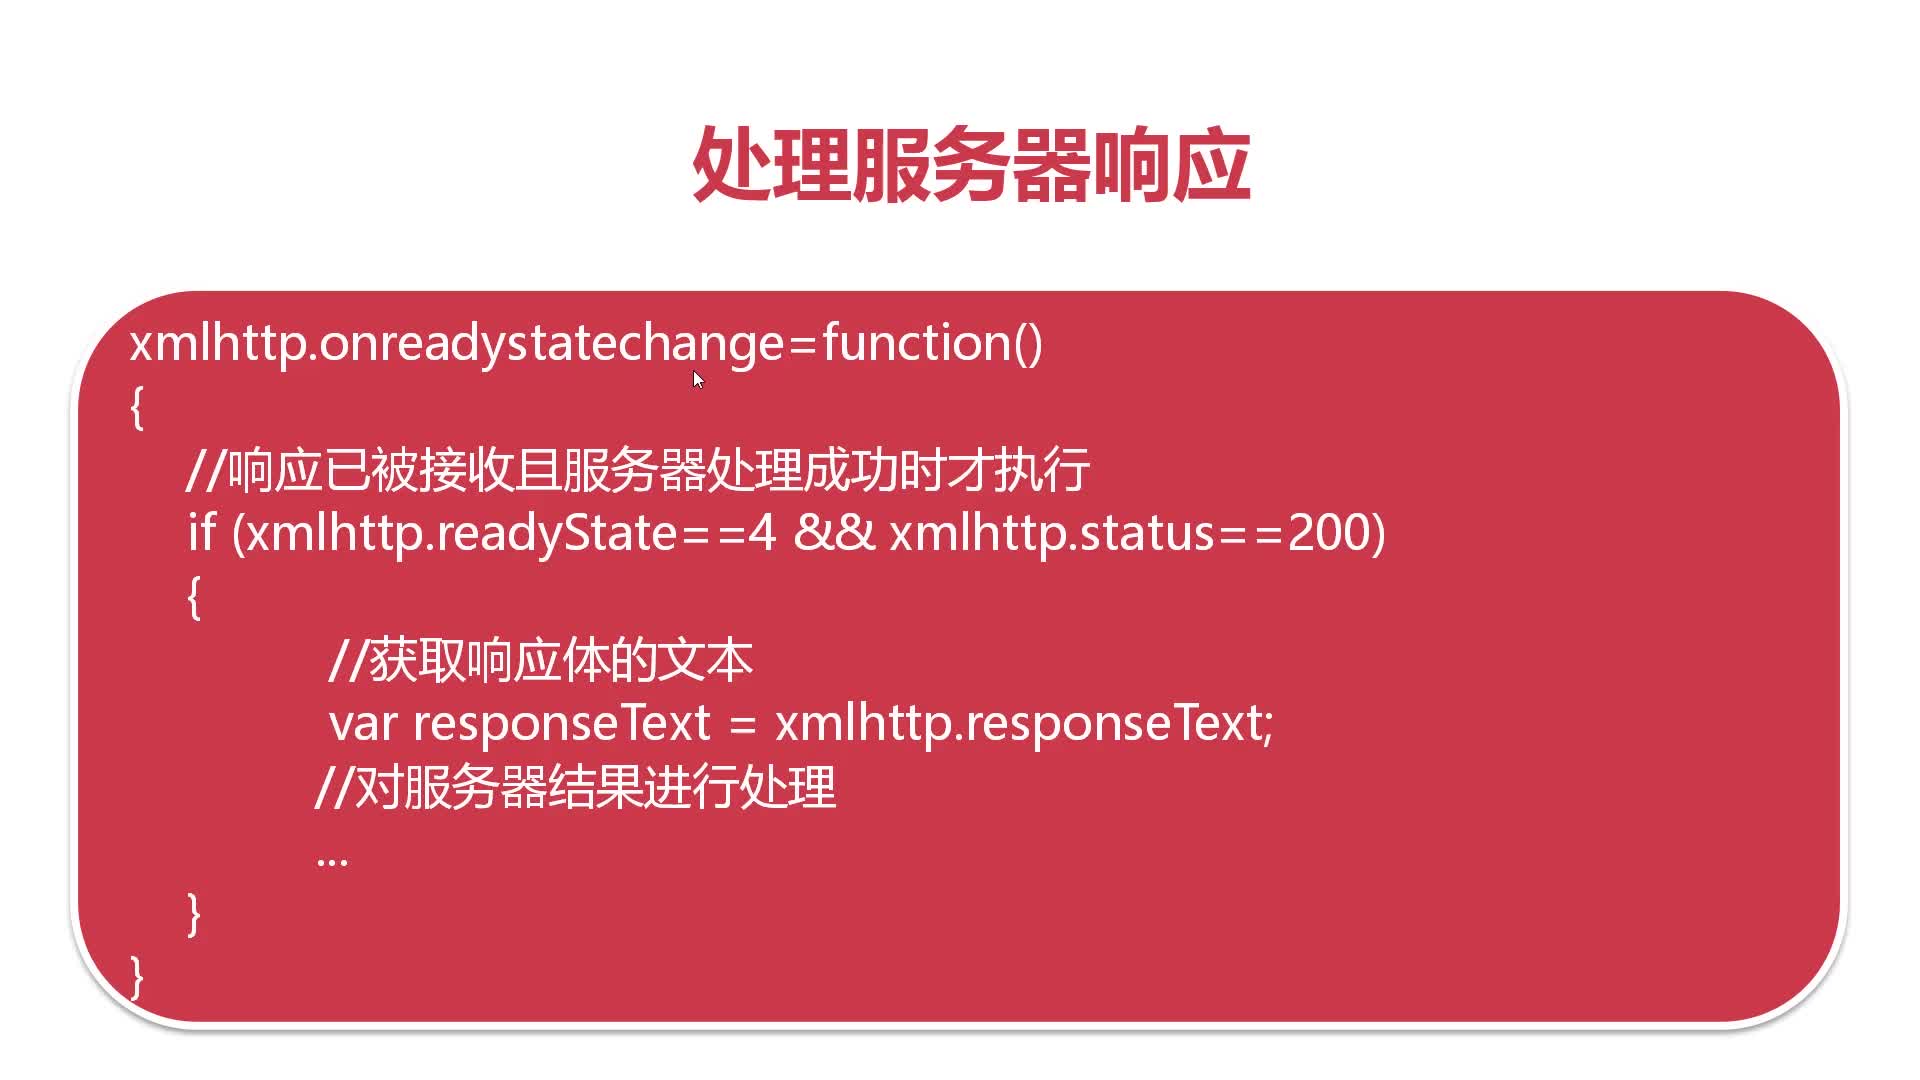 处理服务器响应
xmlhttp.onreadystatechange=function()
{
//响应已被接收且服务器处理成功时才执行
if (xmlhttp.readyState==4 && xmlhttp.status==200)
{
//获取响应体的文本
var responseText = xmlhttp.responseText;
//对服务器结果进行处理
...
}
}